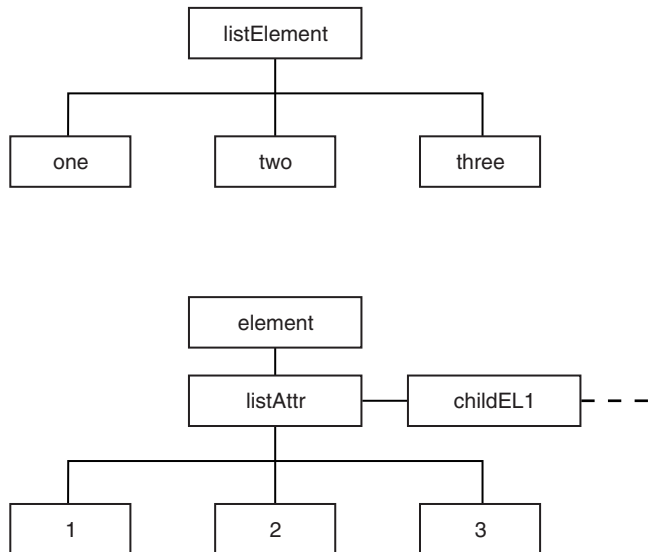 listElement
one
two
three
element
listAttr
childEL1
1
2
3